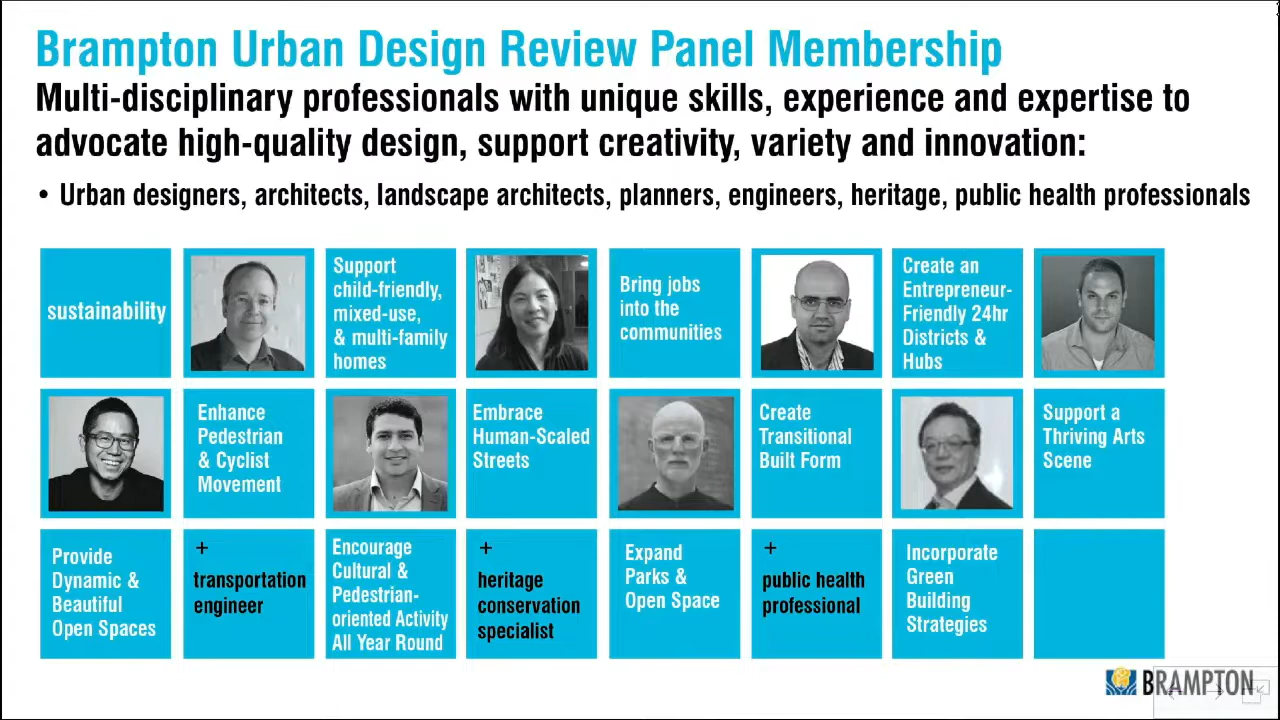 Brampton Urban Design Review Panel Membership
Multi-disciplinary professionals with unique skills, experience and expertise to
advocate high-quality design, support creativity, variety and innovation:
• Urban designers, architects, landscape architects, planners, engineers, heritage, public health professionals
sustainability
Support
child-friendly,
mixed-use,
& multi-family
homes
Bring jobs
into the
communities
Create an
Entrepreneur-
Friendly 24hr
Districts &
Hubs
Enhance
Pedestrian
& Cyclist
Movement
Embrace
Human-Scaled
Streets
Create
Transitional
Built Form
Support a
Thriving Arts
Scene
Provide
Dynamic &
Beautiful
Open Spaces
+
transportation
engineer
Encourage
Cultural &
Pedestrian-
oriented Activity
All Year Round
+
heritage
conservation
specialist
Expand
Parks &
Open Space
+
public health
professional
Incorporate
Green
Building
Strategies
BRAMPTON